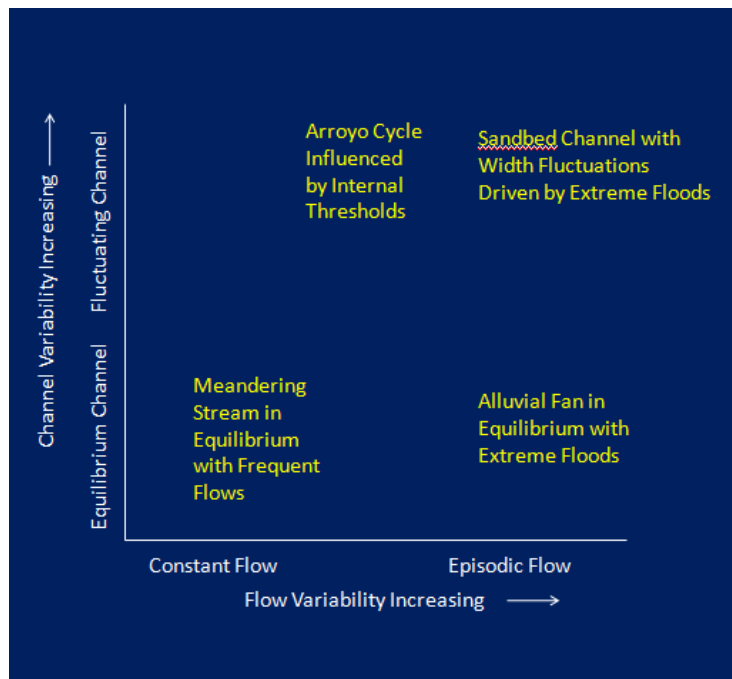 Channel Variability Increasing
Fluctuating Channel
Equilibrium Channel
Arroyo Cycle
Influenced
by Internal
Thresholds
Sandbed Channel with
Width Fluctuations
Driven by Extreme Floods
Meandering
Stream in
Equilibrium
with Frequent
Flows
Alluvial Fan in
Equilibrium with
Extreme Floods
Constant Flow
Episodic Flow
Flow Variability Increasing